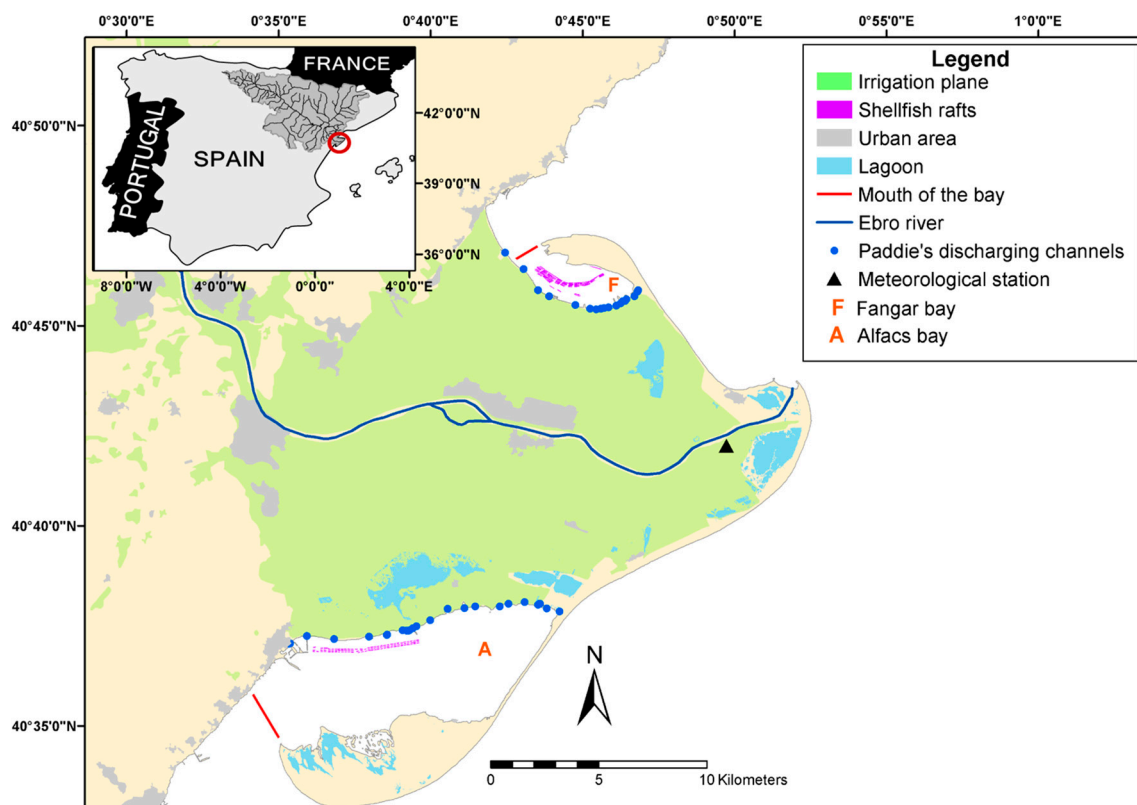 0°30'0"E 0°35'0"E 0°40'0"E 0°45'0"E 0°50'0"E 0°55'0"E 1°0'0"E
40°50'0"N
40°45'0"N
40°40'0"N
40°35'0"N
FRANCE
PORTUGAL
SPAIN
42°0'0"N
39°0'0"N
36°0'0"N
8°0'0"W 4°0'0"W 0°0'0" 4°0'0"E
Legend
Irrigation plane
Shellfish rafts
Urban area
Lagoon
Mouth of the bay
Ebro river
Paddie's discharging channels
Meteorological station
F Fangar bay
A Alfacs bay
F
A
N
0 5 10 Kilometers